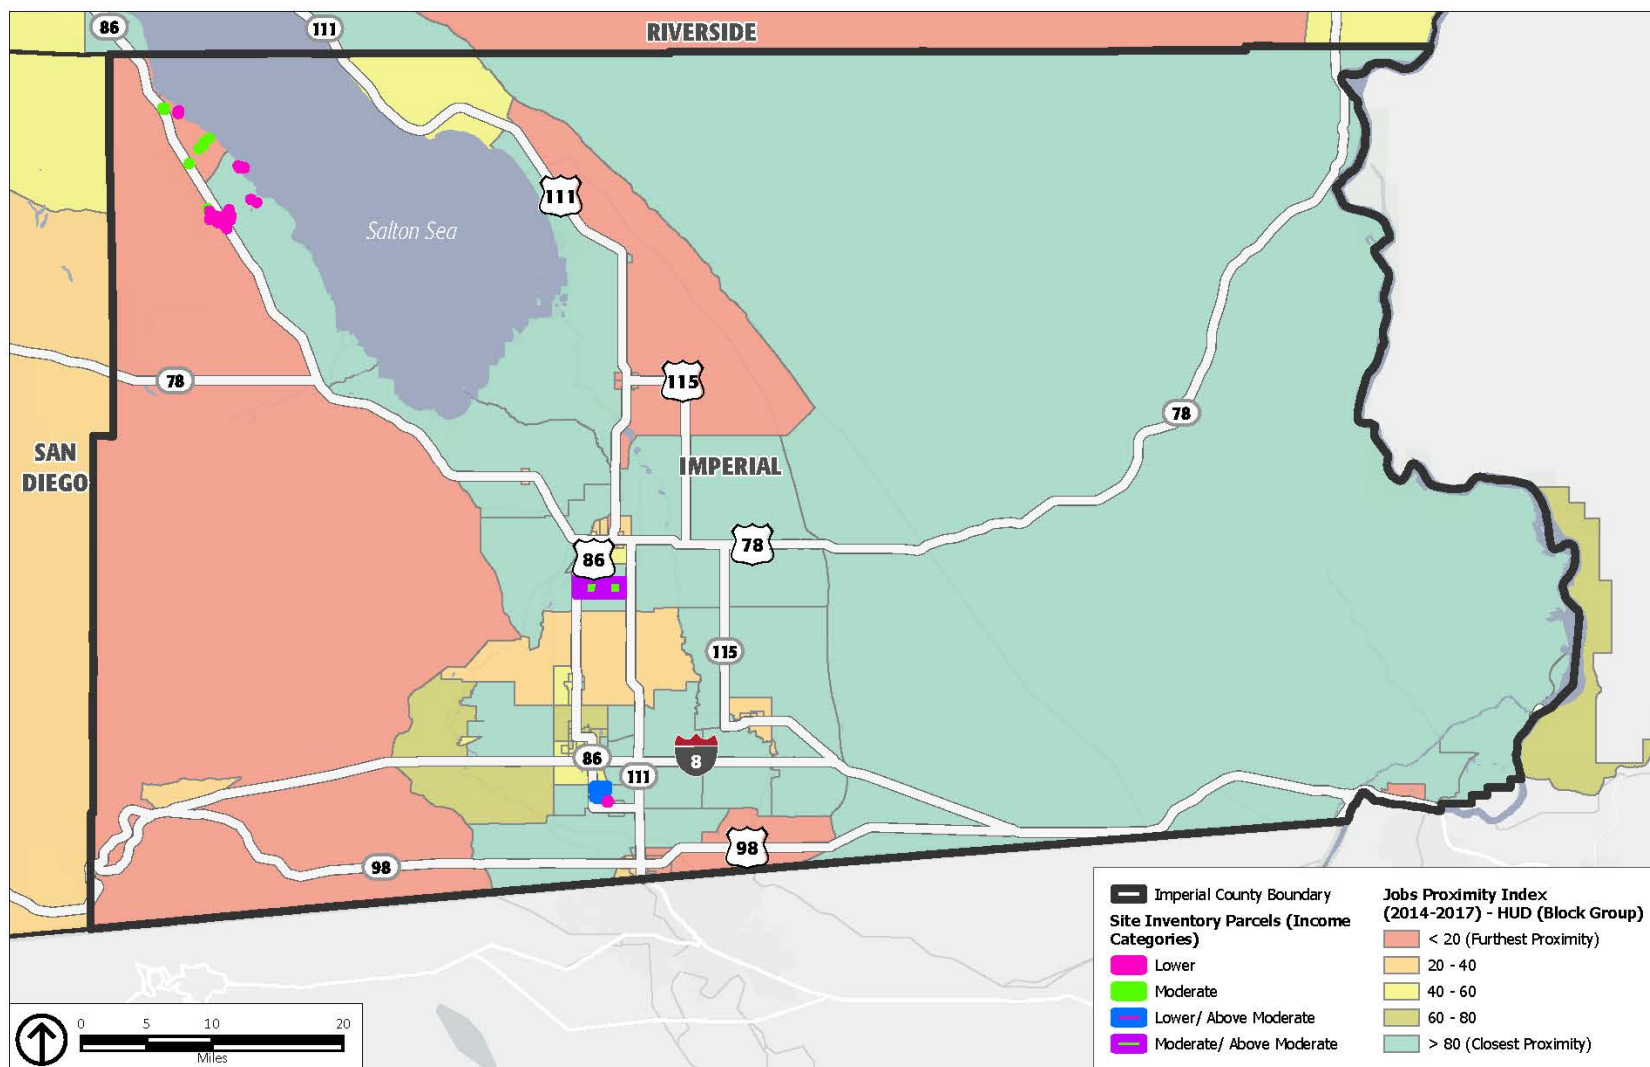 86
111
RIVERSIDE
111
Salton Sea
78
115
78
SAN
DIEGO
IMPERIAL
86
78
115
86
111
8
98
98
Imperial County Boundary
Site Inventory Parcels (Income
Categories)
Lower
Moderate
Lower/ Above Moderate
Moderate/ Above Moderate
Jobs Proximity Index
(2014-2017) - HUD (Block Group)
< 20 (Furthest Proximity)
20 - 40
40 - 60
60 - 80
> 80 (Closest Proximity)
0 5 10 20
Miles